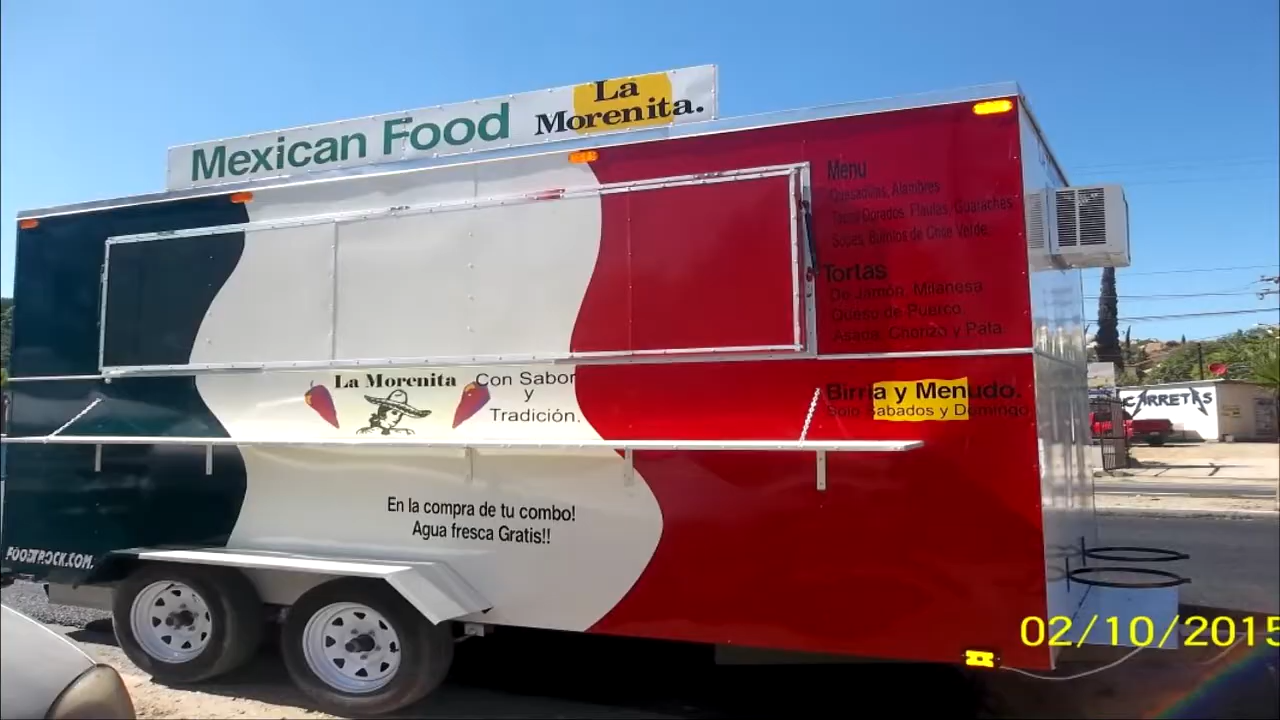 Mexican Food
La
Morenita.
Menu
Quesadillas, Alambres
Tacos Dorados, Flautas, Guaraches
Sopes, Burritos de Cose Verde.
Tortas
De Jamón, Milanesa
Queso de Puerco,
Asada, Chorizo y Pata.
La Morenita
Con Sabor
y
Tradición.
Birria y Menudo.
Solo Sabados y Domingo
En la compra de tu combo!
Agua fresca Gratis!!
FOODTROCK.COM.
CARRETAS
02/10/2015